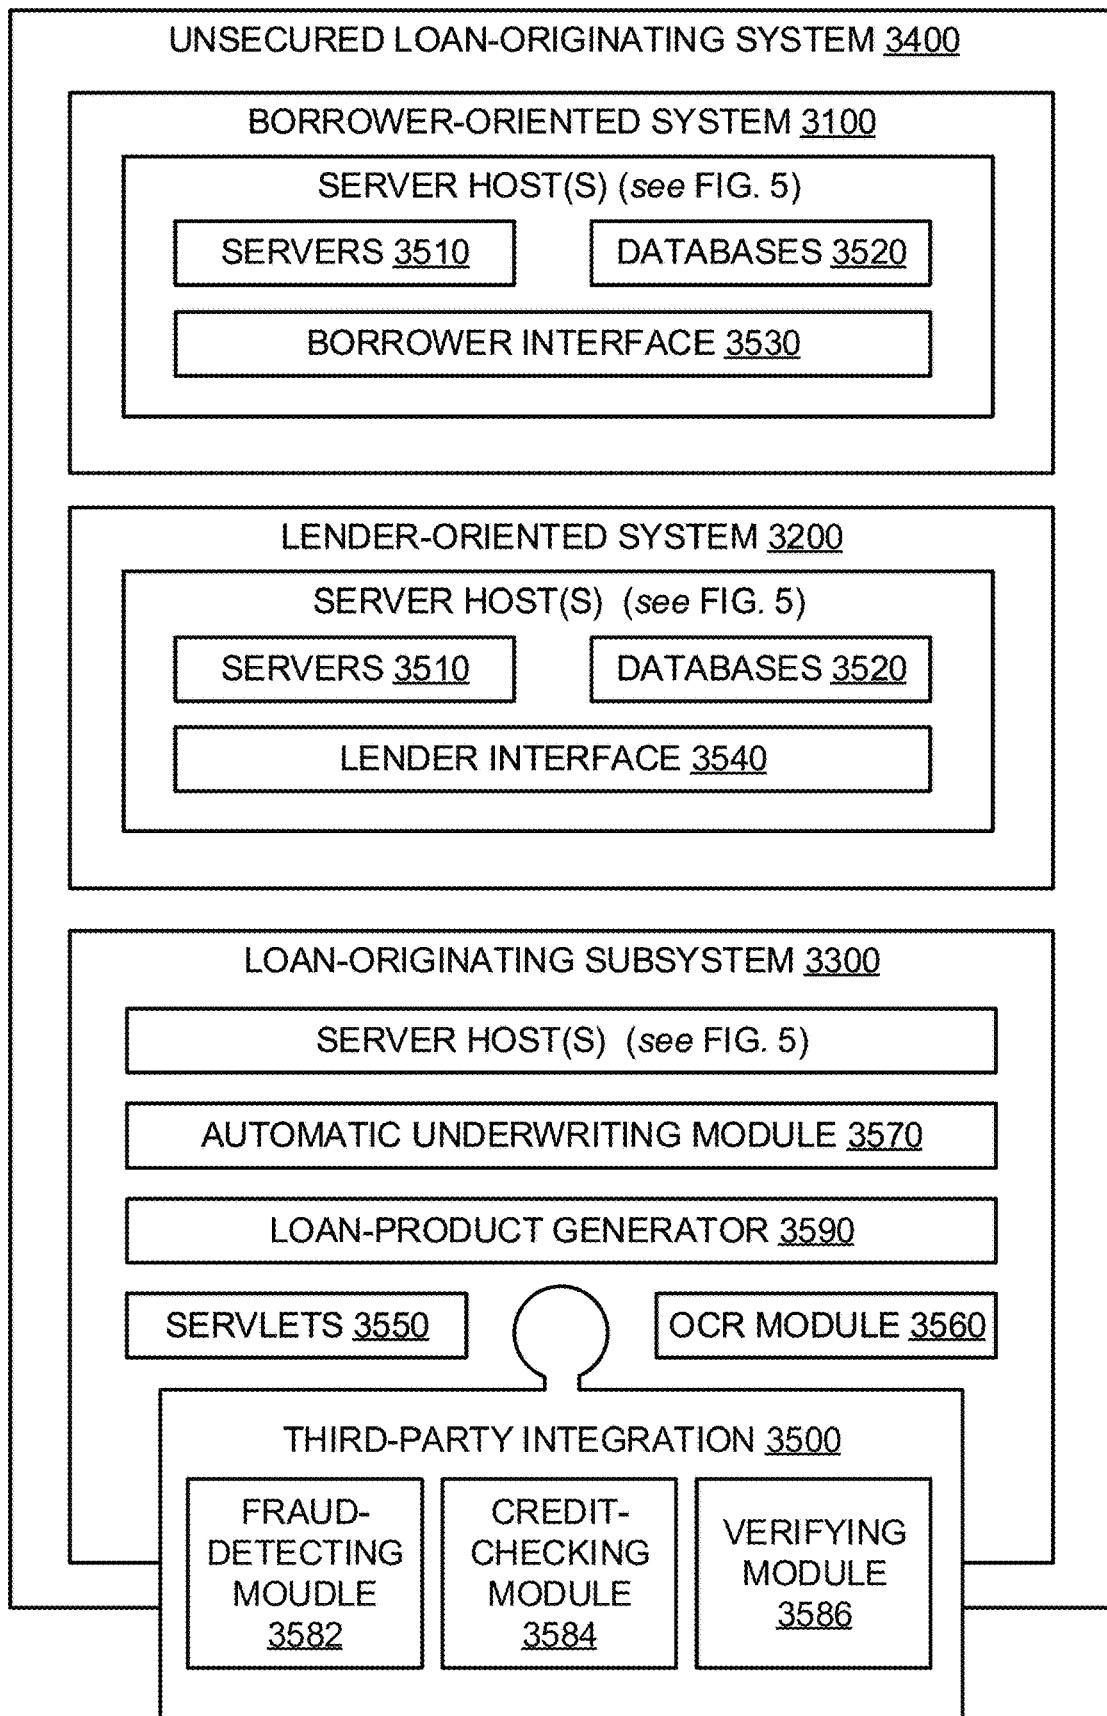 UNSECURED LOAN-ORIGINATING SYSTEM 3400
BORROWER-ORIENTED SYSTEM 3100
SERVER HOST(S) (see FIG. 5)
SERVERS 3510
DATABASES 3520
BORROWER INTERFACE 3530
LENDER-ORIENTED SYSTEM 3200
SERVER HOST(S) (see FIG. 5)
SERVERS 3510
DATABASES 3520
LENDER INTERFACE 3540
LOAN-ORIGINATING SUBSYSTEM 3300
SERVER HOST(S) (see FIG. 5)
AUTOMATIC UNDERWRITING MODULE 3570
LOAN-PRODUCT GENERATOR 3590
SERVLETS 3550
OCR MODULE 3560
THIRD-PARTY INTEGRATION 3500
FRAUD-
DETECTING
MOUDLE
3582
CREDIT-
CHECKING
MODULE
3584
VERIFYING
MODULE
3586